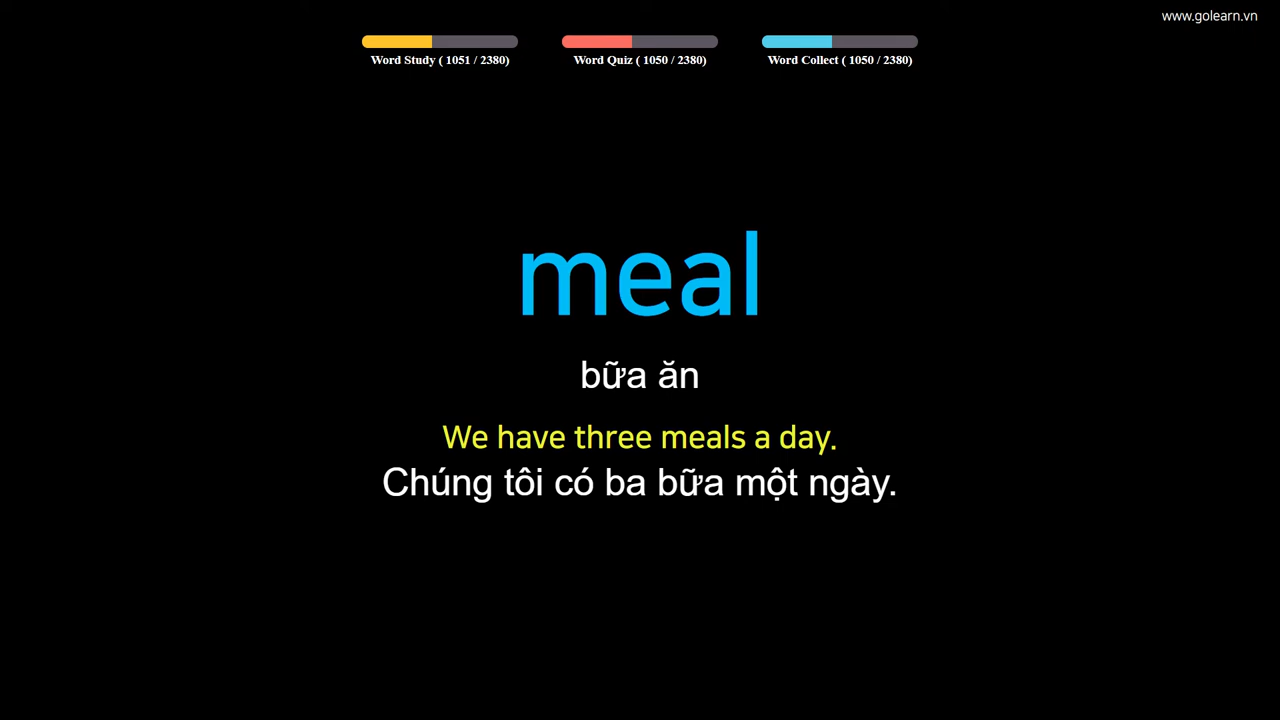 www.golearn.vn
Word Study ( 1051 / 2380)
Word Quiz ( 1050 / 2380)
Word Collect ( 1050 / 2380)
meal
bữa ăn
We have three meals a day.
Chúng tôi có ba bữa một ngày.